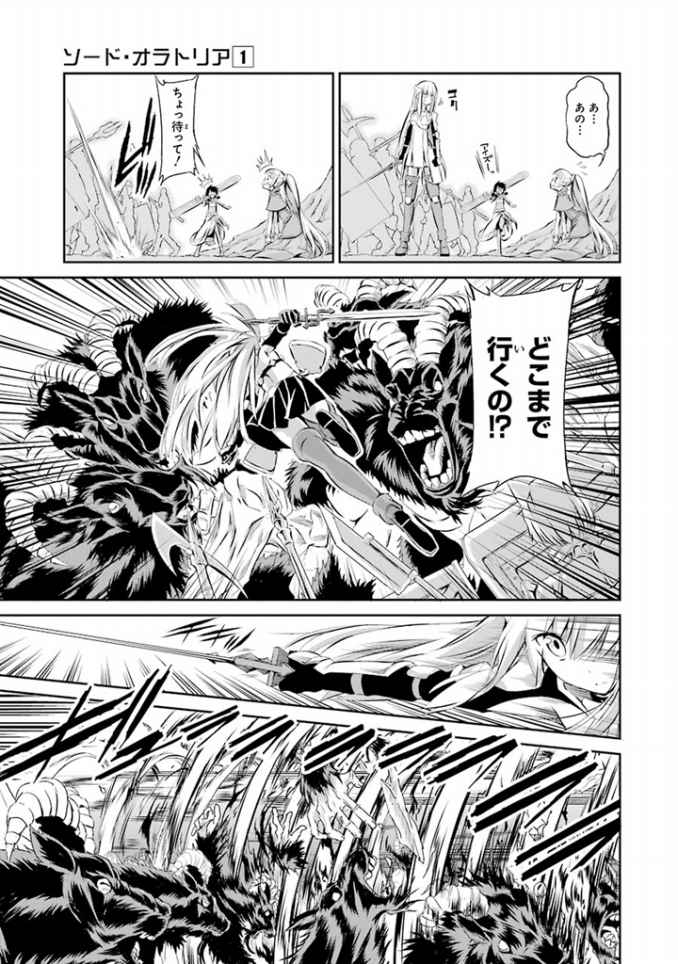 ソード・オラトリア 1
あ…
あの…
アイズ！
ちょっ
待って！
どこまで
行くの!?
い